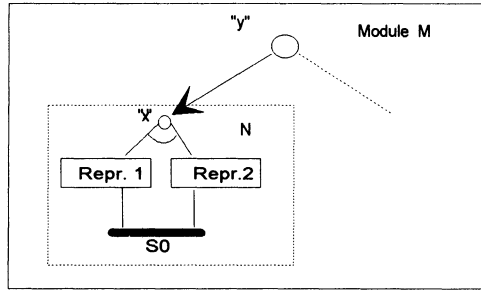 "y"
Module M
"x"
N
Repr. 1
Repr.2
S0